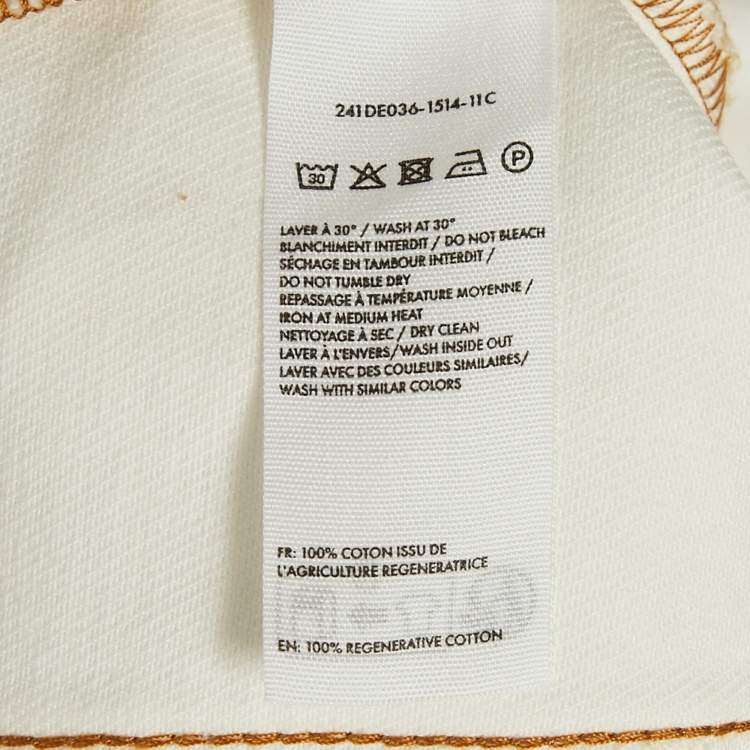 241DE036-1514-11C
30 P
LAVER À 30° / WASH AT 30°
BLANCHIMENT INTERDIT / DO NOT BLEACH
SÉCHAGE EN TAMBOUR INTERDIT /
DO NOT TUMBLE DRY
REPASSAGE À TEMPÉRATURE MOYENNE /
IRON AT MEDIUM HEAT
NETTOYAGE À SEC / DRY CLEAN
LAVER À L'ENVERS/WASH INSIDE OUT
LAVER AVEC DES COULEURS SIMILAIRES/
WASH WITH SIMILAR COLORS
FR: 100% COTON ISSU DE
L'AGRICULTURE REGENERATRICE
EN: 100% REGENERATIVE COTTON